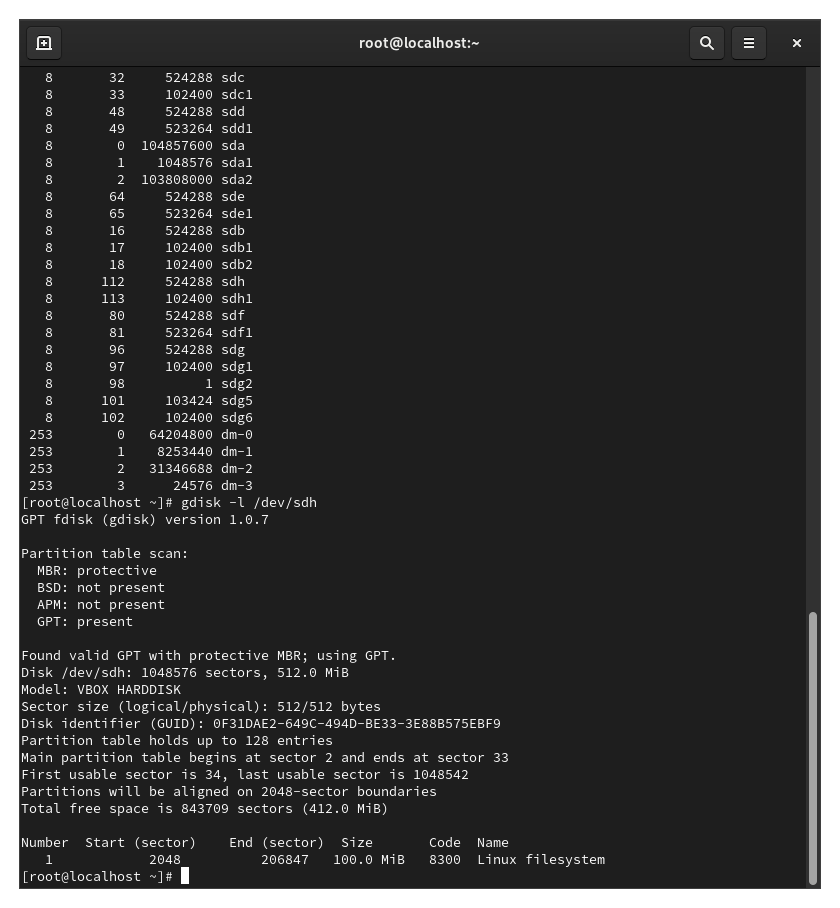 root@localhost:~
8 32 524288 sdc
8 33 102400 sdc1
8 48 524288 sdd
8 49 523264 sdd1
8 0 104857600 sda
8 1 1048576 sda1
8 2 103808000 sda2
8 64 524288 sde
8 65 523264 sde1
8 16 524288 sdb
8 17 102400 sdb1
8 18 102400 sdb2
8 112 524288 sdh
8 113 102400 sdh1
8 80 524288 sdf
8 81 523264 sdf1
8 96 524288 sdg
8 97 102400 sdg1
8 98 1 sdg2
8 101 103424 sdg5
8 102 102400 sdg6
253 0 64204800 dm-0
253 1 8253440 dm-1
253 2 31346688 dm-2
253 3 24576 dm-3
[root@localhost ~]# gdisk -l /dev/sdh
GPT fdisk (gdisk) version 1.0.7
Partition table scan:
MBR: protective
BSD: not present
APM: not present
GPT: present
Found valid GPT with protective MBR; using GPT.
Disk /dev/sdh: 1048576 sectors, 512.0 MiB
Model: VBOX HARDDISK
Sector size (logical/physical): 512/512 bytes
Disk identifier (GUID): 0F31DAE2-649C-494D-BE33-3E88B575EBF9
Partition table holds up to 128 entries
Main partition table begins at sector 2 and ends at sector 33
First usable sector is 34, last usable sector is 1048542
Partitions will be aligned on 2048-sector boundaries
Total free space is 843709 sectors (412.0 MiB)
Number Start (sector) End (sector) Size Code Name
1 2048 206847 100.0 MiB 8300 Linux filesystem
[root@localhost ~]#